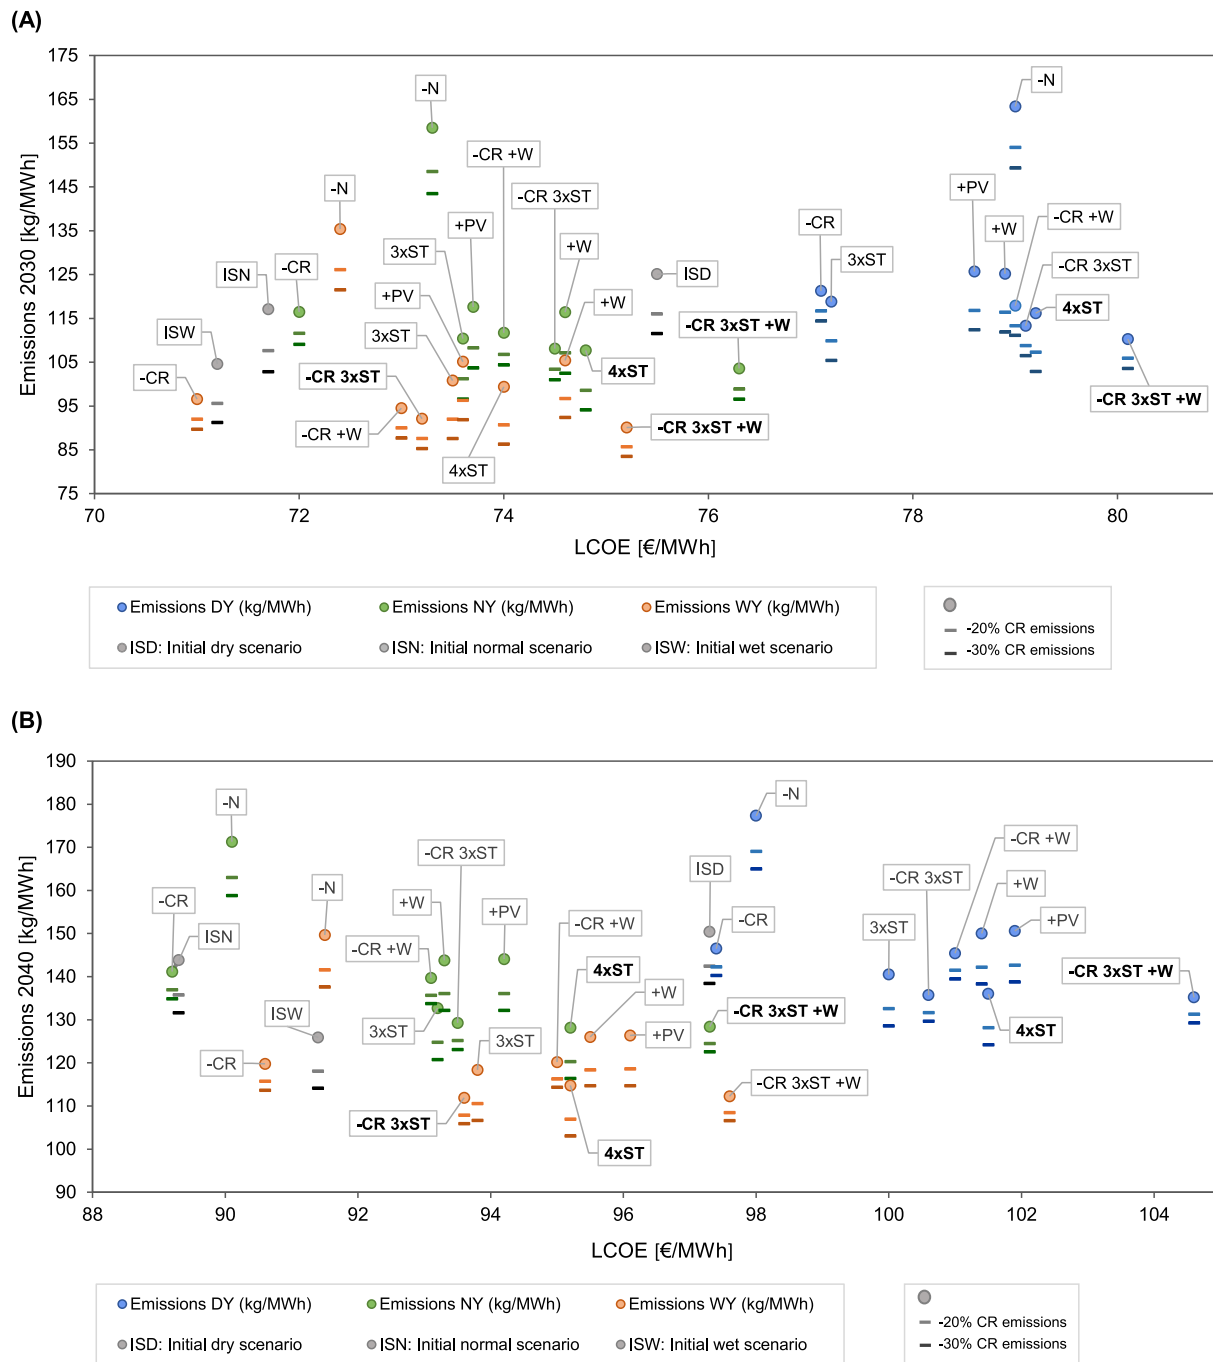 (A)
175
165
155
145
135
125
115
105
95
85
75
Emissions 2030 [kg/MWh]
-N
-N
-CR +W
-N
-CR 3xST
+PV
+W
-CR +W
-CR
ISN
-CR
+PV
3xST
+W
ISD
3xST
-CR 3xST
ISW
+PV
+W
4xST
3xST
-CR 3xST +W
-CR
-CR 3xST
-CR 3xST +W
-CR +W
-CR 3xST +W
4xST
4xST
70
72
74
76
78
80
LCOE [€/MWh]
Emissions DY (kg/MWh)
Emissions NY (kg/MWh)
Emissions WY (kg/MWh)
ISD: Initial dry scenario
ISN: Initial normal scenario
ISW: Initial wet scenario
-20% CR emissions
-30% CR emissions
(B)
190
180
170
160
150
140
130
120
110
100
90
Emissions 2040 [kg/MWh]
-N
-N
-CR 3xST
-CR +W
-N
ISD
-CR 3xST
-CR
+W
+PV
-CR +W
-CR
+W
ISN
-CR +W
3xST
+PV
4xST
-CR 3xST +W
+W
ISW
3xST
3xST
-CR 3xST +W
+PV
4xST
-CR
-CR 3xST +W
-CR 3xST
4xST
88
90
92
94
96
98
100
102
104
LCOE [€/MWh]
Emissions DY (kg/MWh)
Emissions NY (kg/MWh)
Emissions WY (kg/MWh)
ISD: Initial dry scenario
ISN: Initial normal scenario
ISW: Initial wet scenario
-20% CR emissions
-30% CR emissions